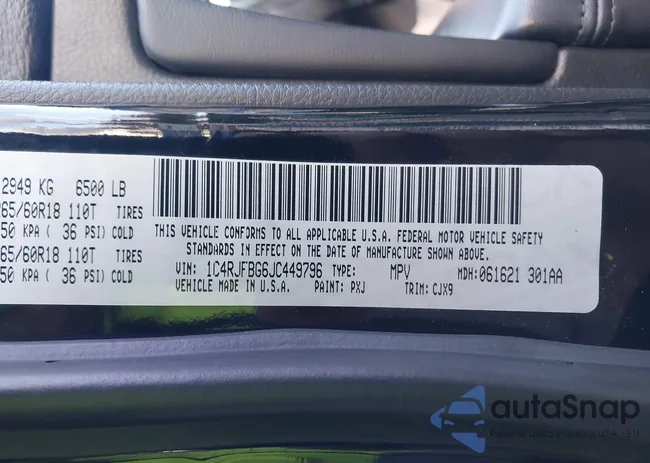 2949 KG 6500 LB
65/60R18 110T TIRES
50 KPA ( 36 PSI) COLD
65/60R18 110T TIRES
50 KPA ( 36 PSI) COLD
THIS VEHICLE CONFORMS TO ALL APPLICABLE U.S.A. FEDERAL MOTOR VEHICLE SAFETY
STANDARDS IN EFFECT ON THE DATE OF MANUFACTURE SHOWN ABOVE.
VIN: 1C4RJFBG6JC449796 TYPE: MPV MDH: 061621 301AA
VEHICLE MADE IN U.S.A. PAINT: PXJ TRIM: CJX9
autoSnap